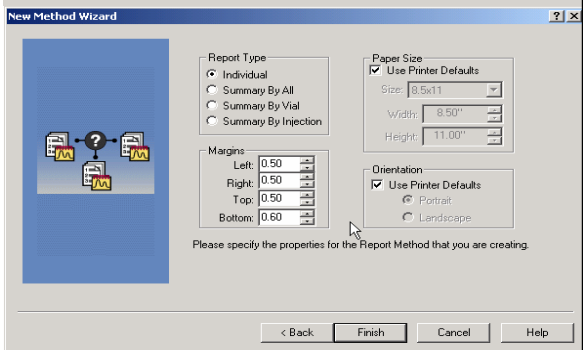 New Method Wizard
Report Type
Individual
Summary By All
Summary By Vial
Summary By Injection
Paper Size
Use Printer Defaults
Size: 8.5x11
Width: 8.50"
Height: 11.00"
Margins
Left: 0.50
Right: 0.50
Top: 0.50
Bottom: 0.60
Orientation
Use Printer Defaults
Portrait
Landscape
Please specify the properties for the Report Method that you are creating.
< Back Finish Cancel Help